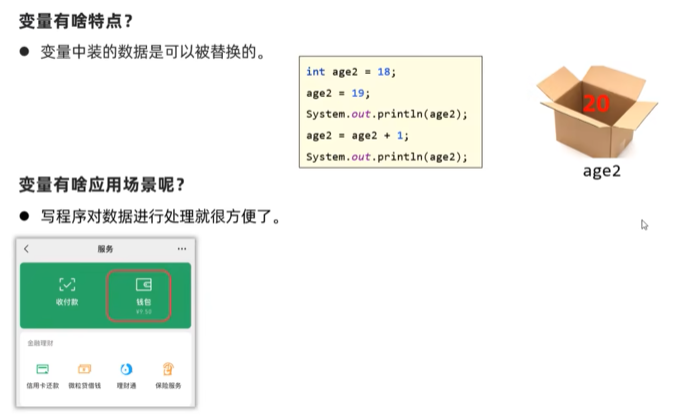 变量有啥特点？
● 变量中装的数据是可以被替换的。
int age2 = 18;
age2 = 19;
System.out.println(age2);
age2 = age2 + 1;
System.out.println(age2);
20
age2
变量有啥应用场景呢？
● 写程序对数据进行处理就很方便了。
服务
收付款
钱包
金融理财
信用卡还款 微粒贷借钱 理财通 保险服务